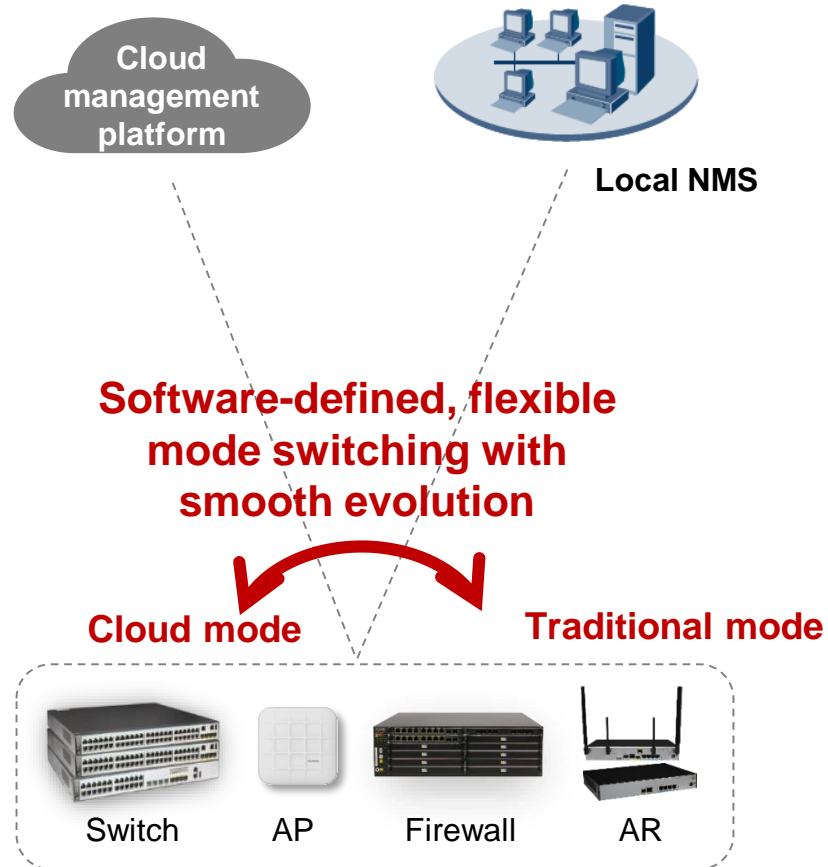 Cloud
management
platform
Local NMS
Software-defined, flexible
mode switching with
smooth evolution
Cloud mode
Traditional mode
Switch
AP
Firewall
AR